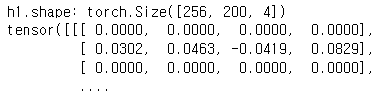 h1.shape: torch.Size([256, 200, 4])
tensor([[[ 0.0000,  0.0000,  0.0000,  0.0000],
         [ 0.0302,  0.0463, -0.0419,  0.0829],
         [ 0.0000,  0.0000,  0.0000,  0.0000],
         ....